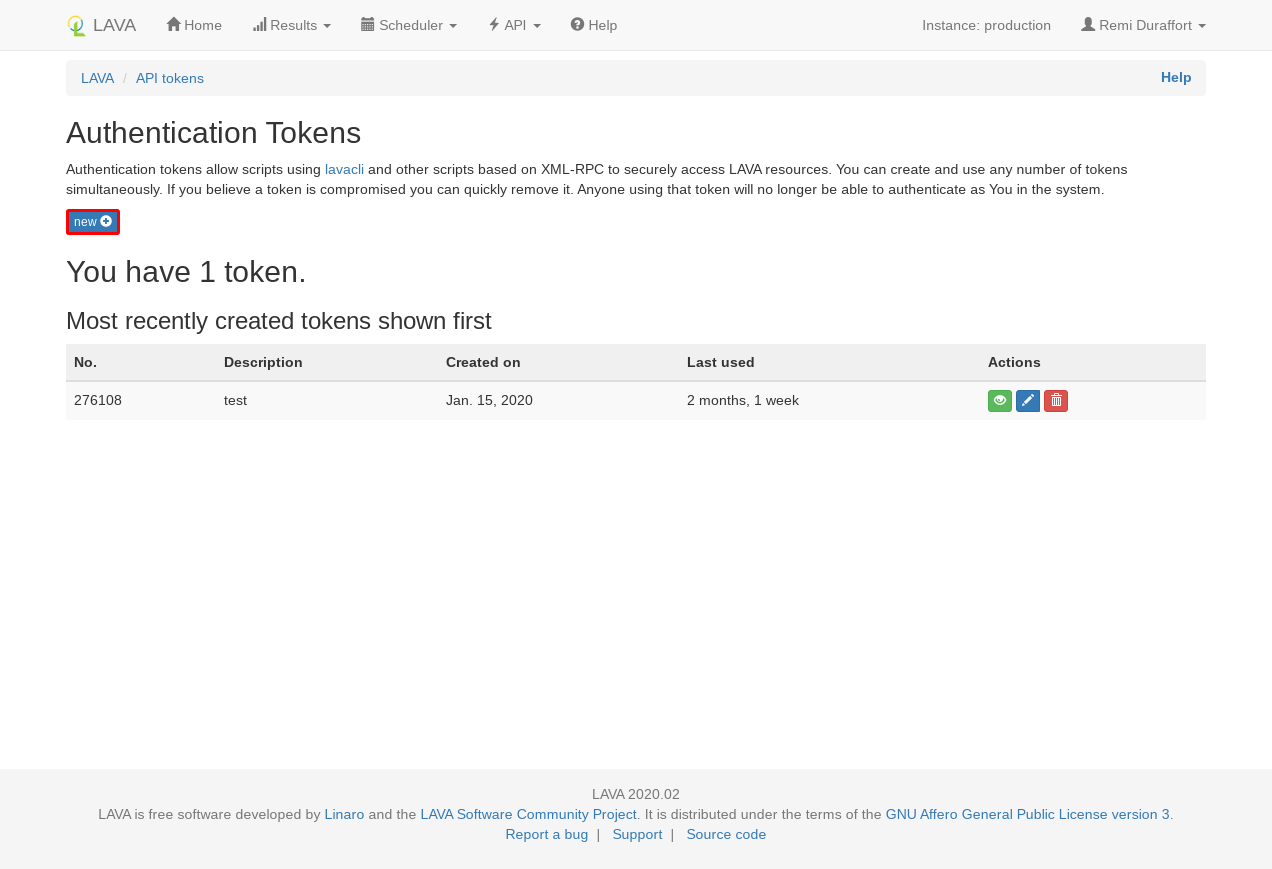 LAVA Home Results Scheduler API Help Instance: production Remi Duraffort
LAVA / API tokens Help
Authentication Tokens
Authentication tokens allow scripts using lavacli and other scripts based on XML-RPC to securely access LAVA resources. You can create and use any number of tokens
simultaneously. If you believe a token is compromised you can quickly remove it. Anyone using that token will no longer be able to authenticate as You in the system.
new
You have 1 token.
Most recently created tokens shown first
No. Description Created on Last used Actions
276108 test Jan. 15, 2020 2 months, 1 week
LAVA 2020.02
LAVA is free software developed by Linaro and the LAVA Software Community Project. It is distributed under the terms of the GNU Affero General Public License version 3.
Report a bug | Support | Source code